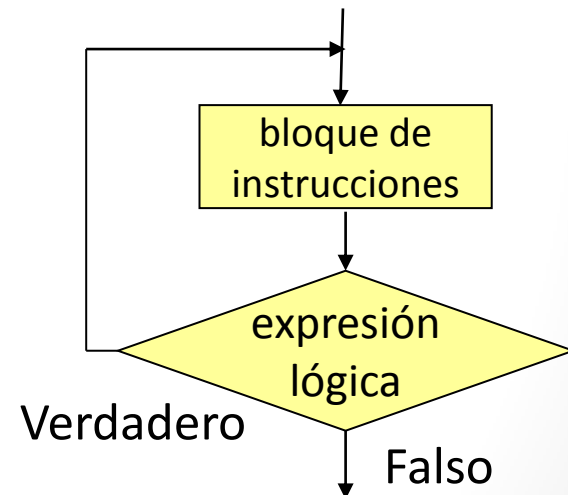 bloque de
instrucciones
expresión
lógica
Verdadero
Falso